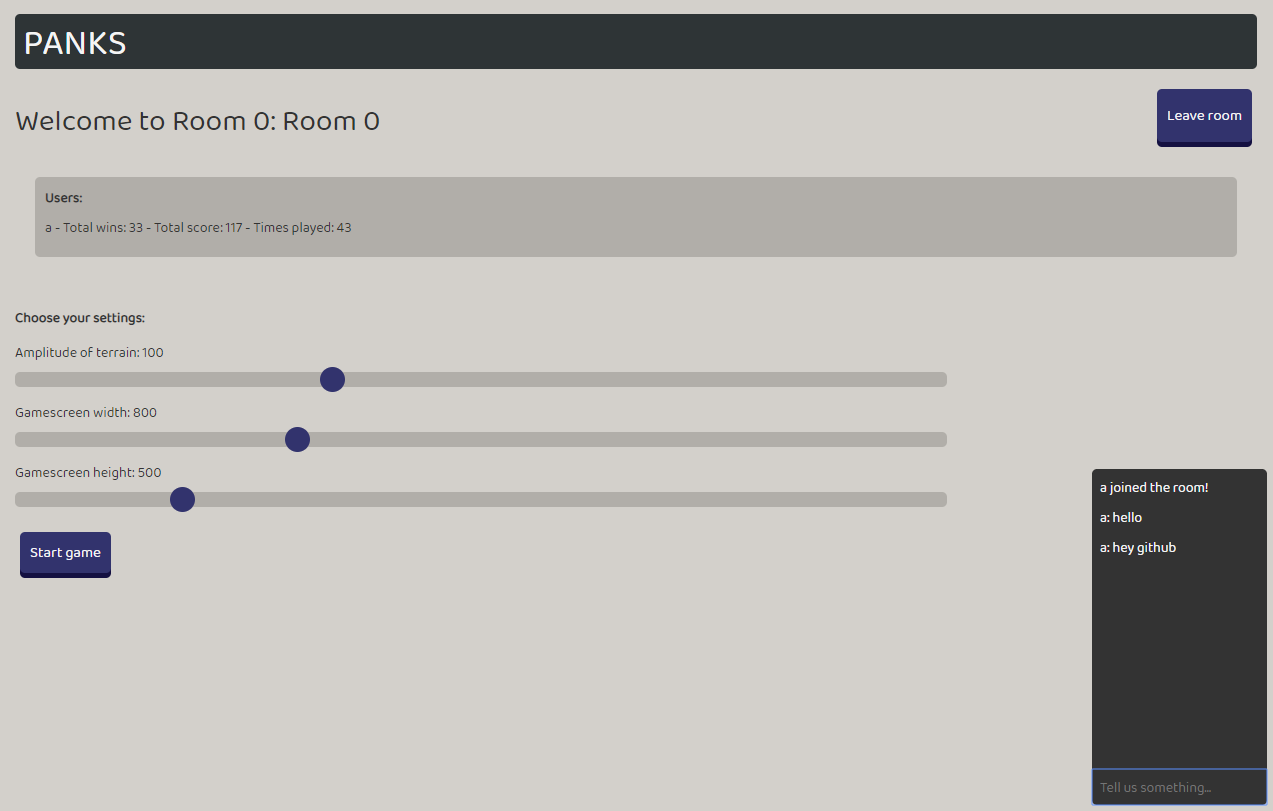 PANKS
Welcome to Room 0: Room 0
Leave room
Users:
a - Total wins: 33 - Total score: 117 - Times played: 43
Choose your settings:
Amplitude of terrain: 100
Gamescreen width: 800
Gamescreen height: 500
Start game
a joined the room!
a: hello
a: hey github
Tell us something...